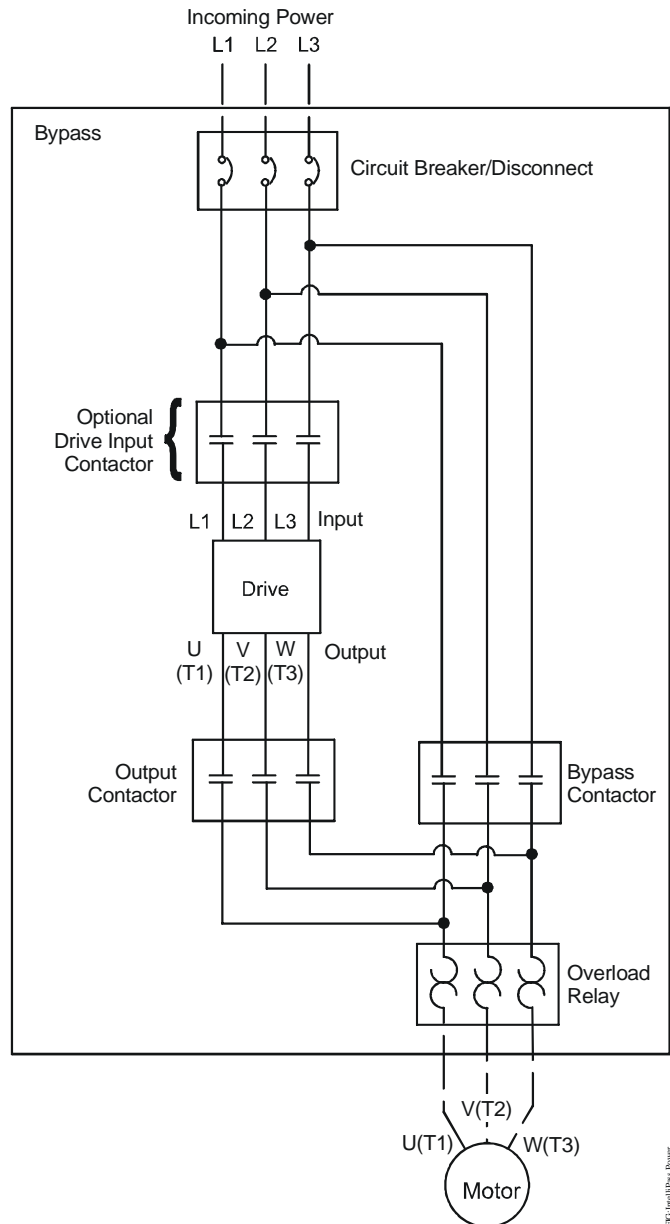 Incoming Power
L1 L2 L3
Bypass
Circuit Breaker/Disconnect
Optional
Drive Input
Contactor
L1 L2 L3 Input
Drive
U V W Output
(T1) (T2) (T3)
Output
Contactor
Bypass
Contactor
Overload
Relay
V(T2)
U(T1) W(T3)
Motor